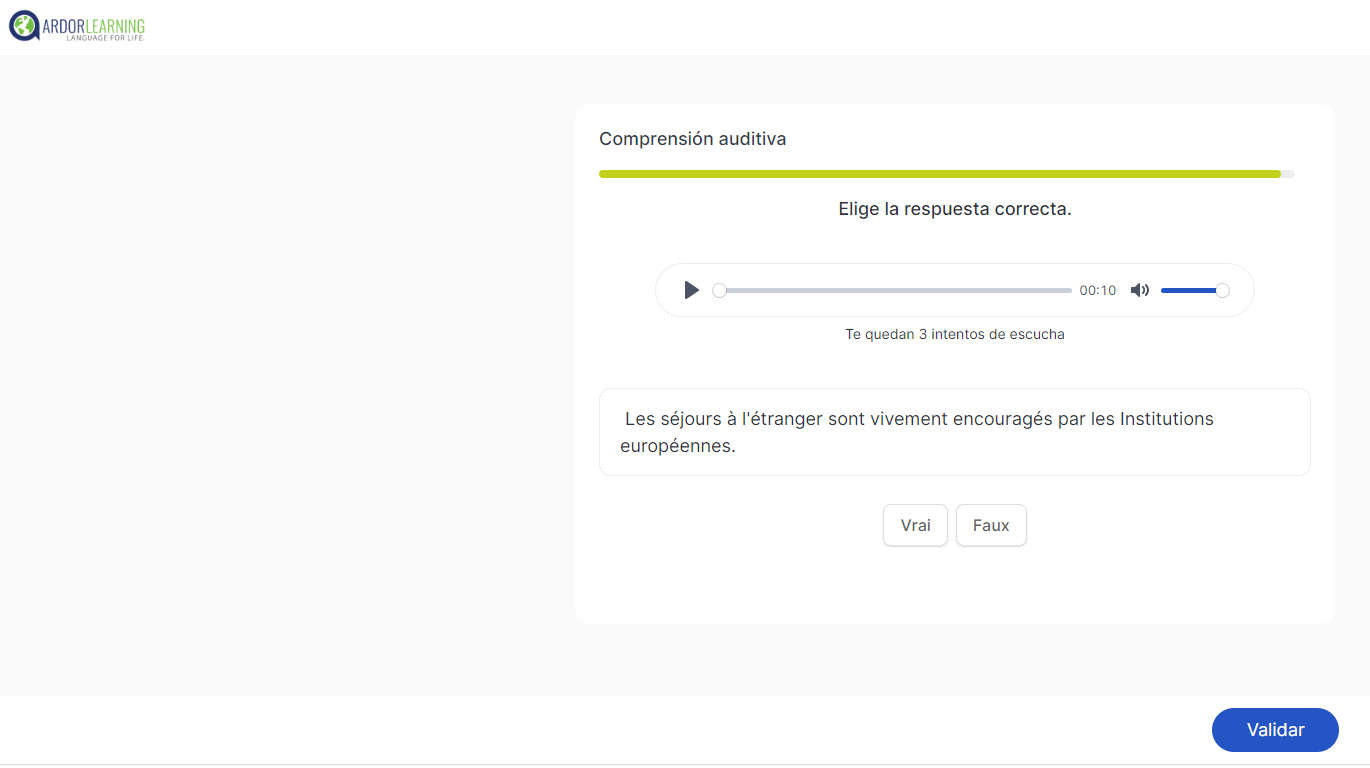 ARDORLEARNING
LANGUAGE FOR LIFE.
Comprensión auditiva
Elige la respuesta correcta.
00:10
Te quedan 3 intentos de escucha
Les séjours à l'étranger sont vivement encouragés par les Institutions
européennes.
Vrai Faux
Validar